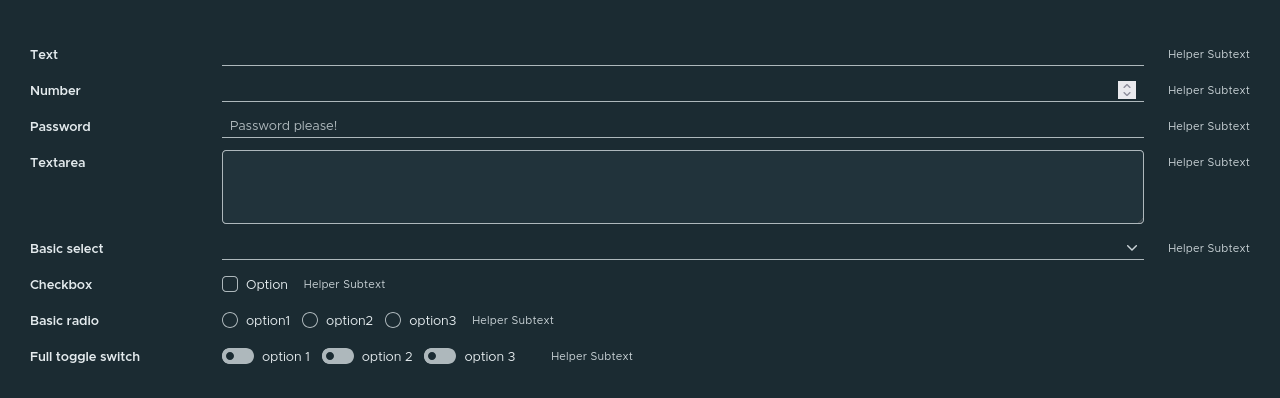 Text Helper Subtext
Number Helper Subtext
Password Password please! Helper Subtext
Textarea Helper Subtext
Basic select Helper Subtext
Checkbox Option Helper Subtext
Basic radio option1 option2 option3 Helper Subtext
Full toggle switch option 1 option 2 option 3 Helper Subtext